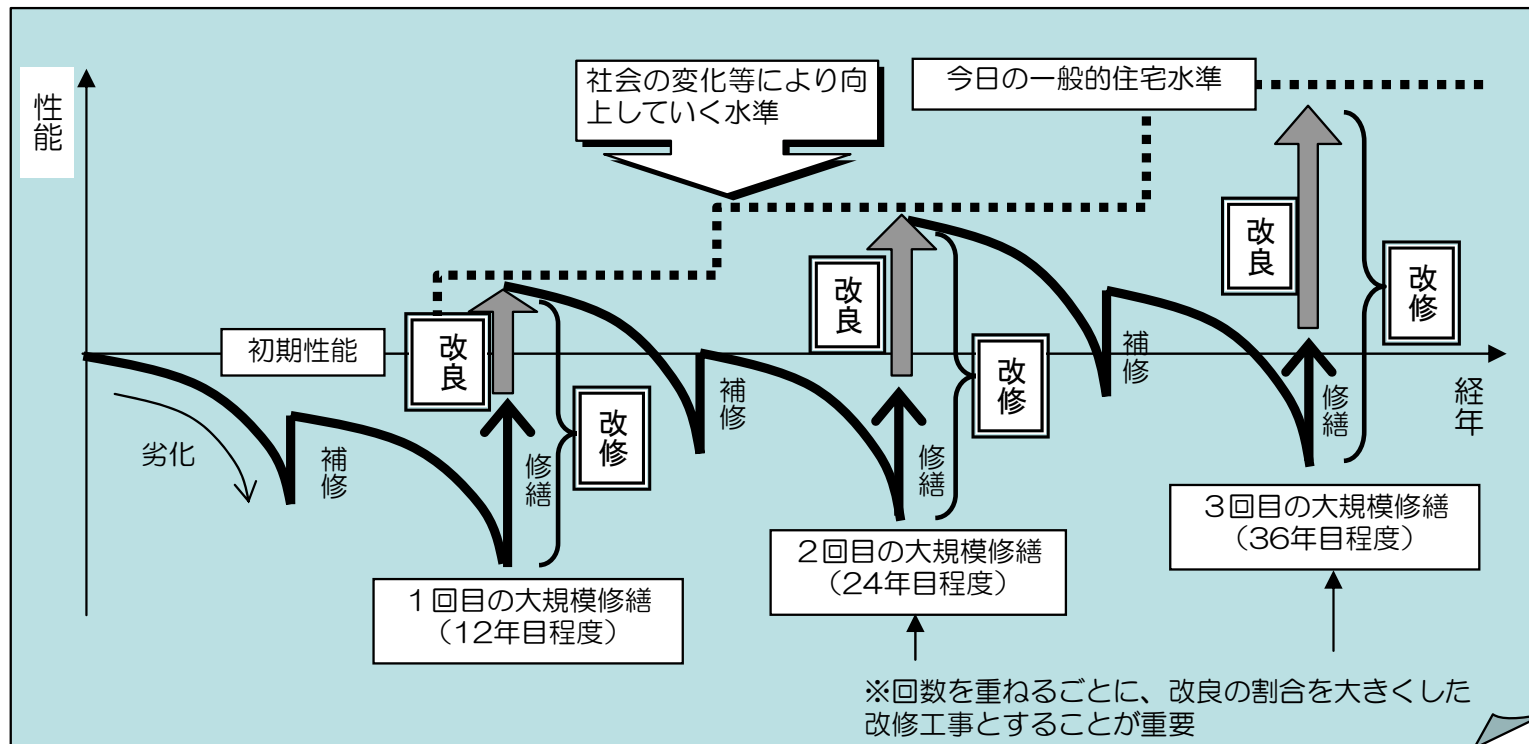 社会の変化等により向
上していく水準
今日の一般的住宅水準
性能
初期性能
改良
改良
改良
改修
改修
改修
劣化
補修
修繕
補修
修繕
補修
修繕
経年
1回目の大規模修繕
（12年目程度）
2回目の大規模修繕
（24年目程度）
3回目の大規模修繕
（36年目程度）
※回数を重ねるごとに、改良の割合を大きくした
改修工事とすることが重要